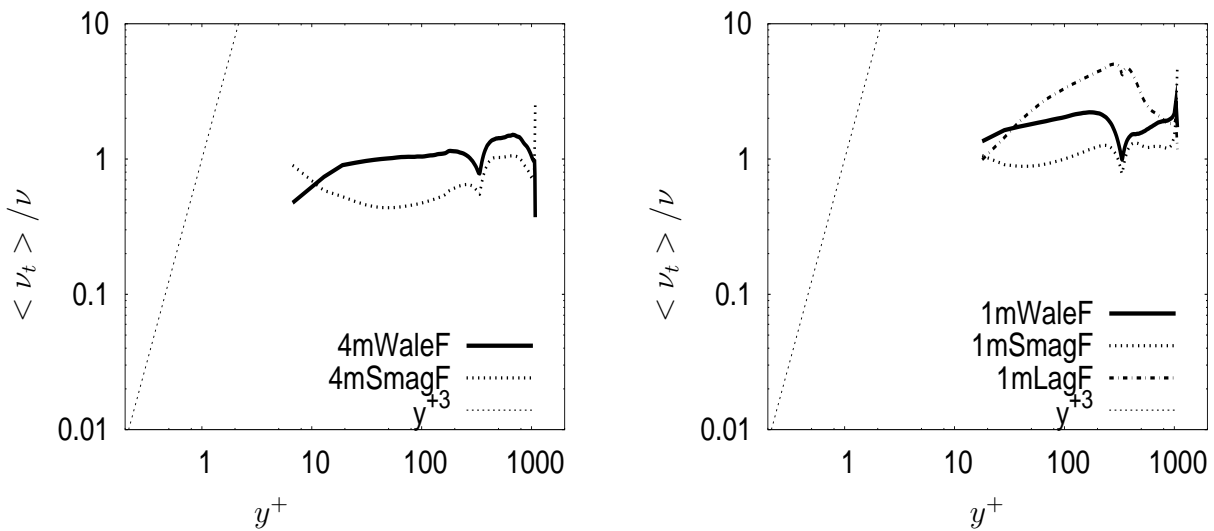 10
1
0.1
0.01
< ν_t > /ν
4mWaleF
4mSmagF
y^{+3}
1 10 100 1000
y^+
10
1
0.1
0.01
< ν_t > /ν
1mWaleF
1mSmagF
1mLagF
y^{+3}
1 10 100 1000
y^+